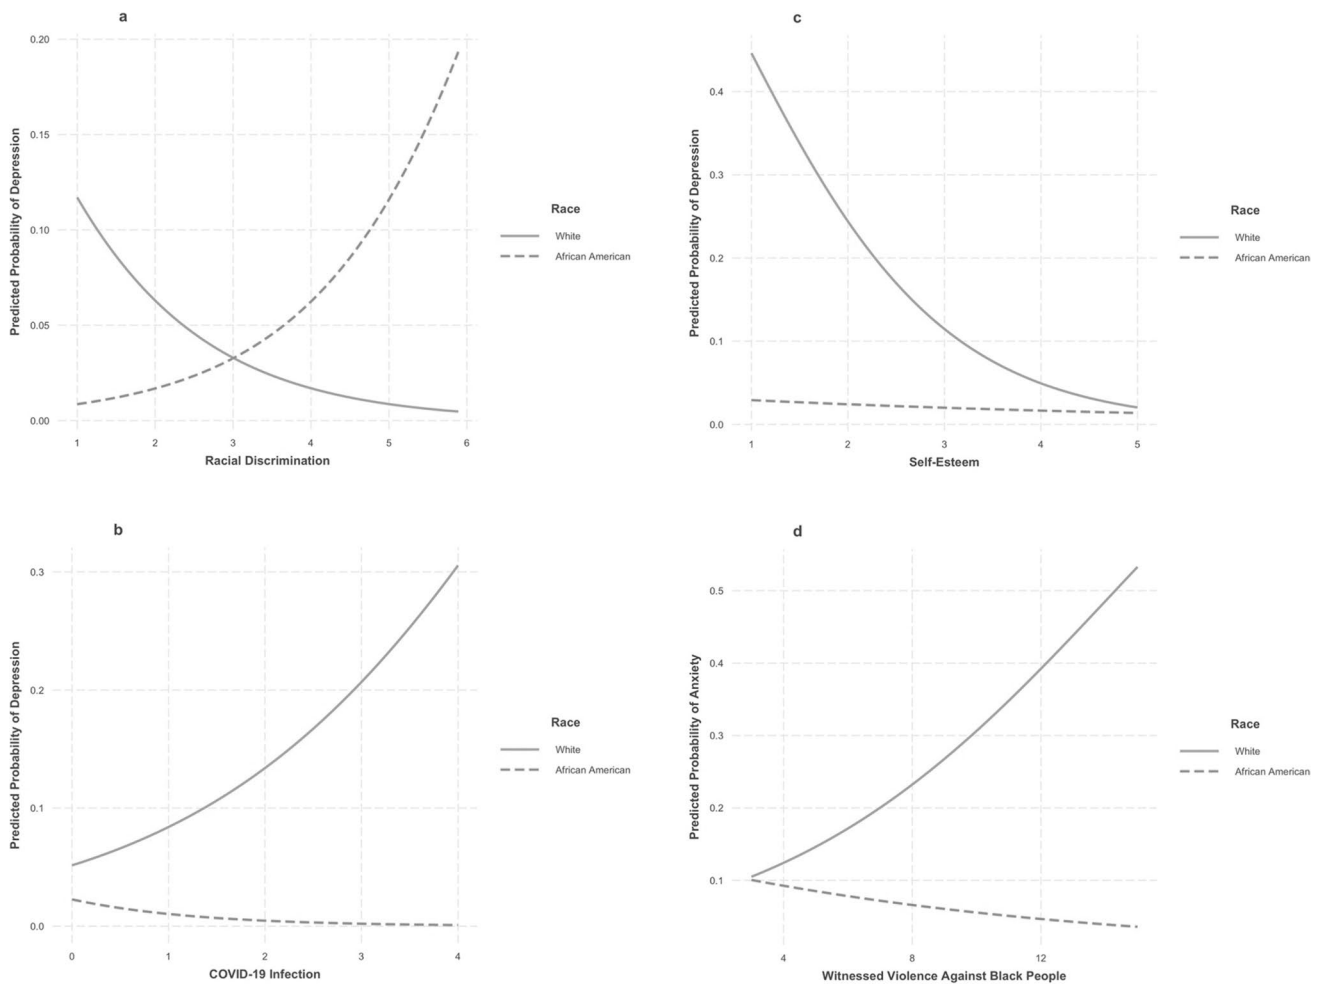 a
Predicted Probability of Depression
0.20
0.15
0.10
0.05
0.00
1 2 3 4 5 6
Racial Discrimination
Race
White
African American
c
Predicted Probability of Depression
0.4
0.3
0.2
0.1
0.0
1 2 3 4 5
Self-Esteem
Race
White
African American
b
Predicted Probability of Depression
0.3
0.2
0.1
0.0
0 1 2 3 4
COVID-19 Infection
Race
White
African American
d
Predicted Probability of Anxiety
0.5
0.4
0.3
0.2
0.1
4 8 12
Witnessed Violence Against Black People
Race
White
African American